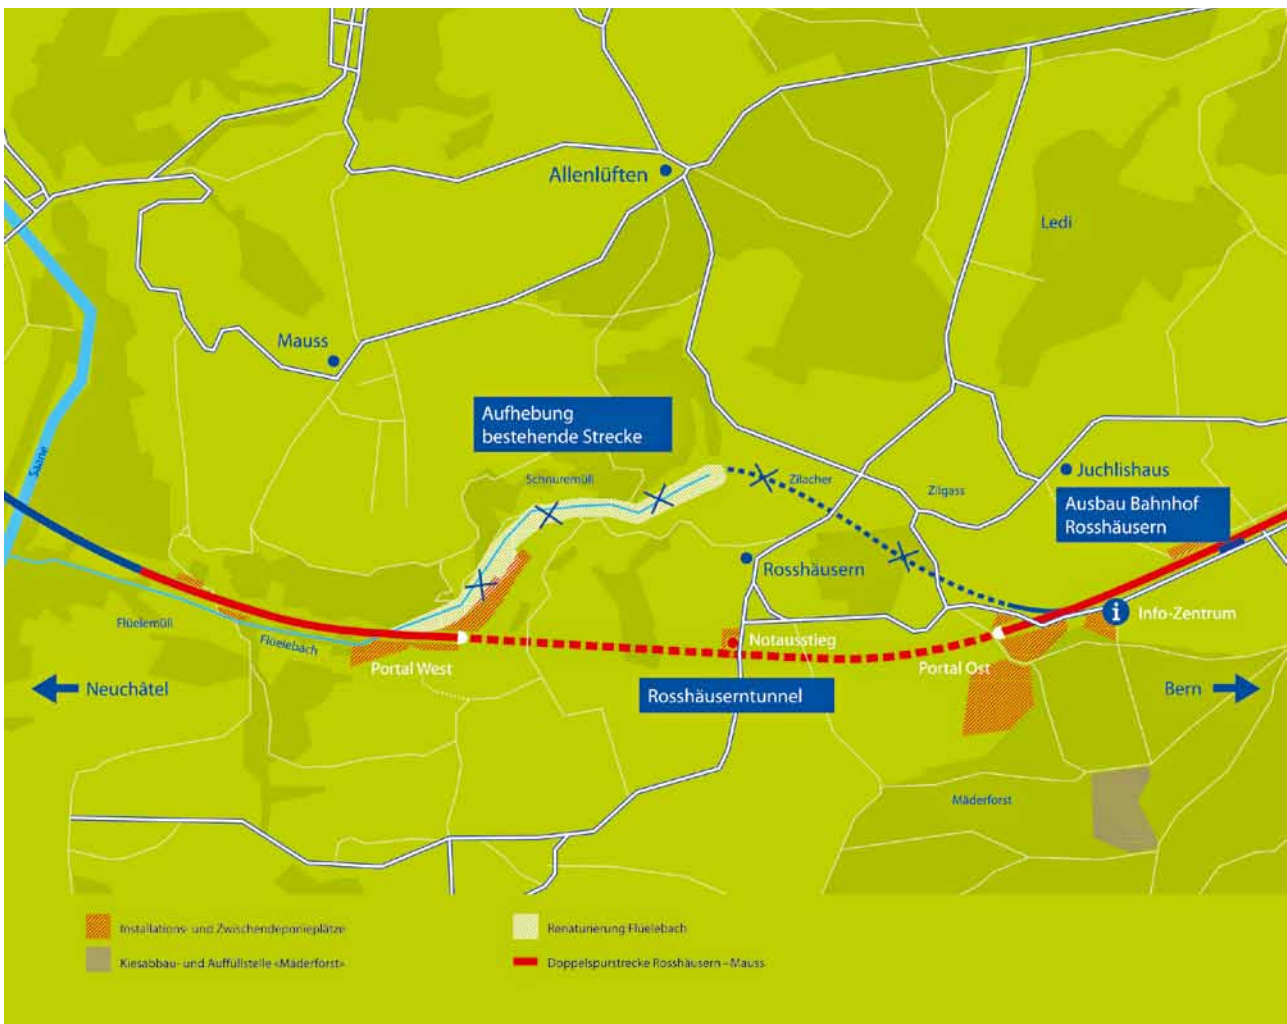 Allenlüften
Ledi
Mauss
Aufhebung
bestehende Strecke
Saane
Schnuremüli
Zilacher
Zilgass
Juchlishaus
Ausbau Bahnhof
Rosshäusern
Rosshäusern
Flüelemüli
Flüelebach
Portal West
Notausstieg
Portal Ost
i
Info-Zentrum
Neuchâtel
Rosshäuserntunnel
Bern
Mäderforst
Installations- und Zwischendeponieplätze
Renaturierung Flüelebach
Kiesabbau- und Auffüllstelle «Mäderforst»
Doppelspurstrecke Rosshäusern – Mauss